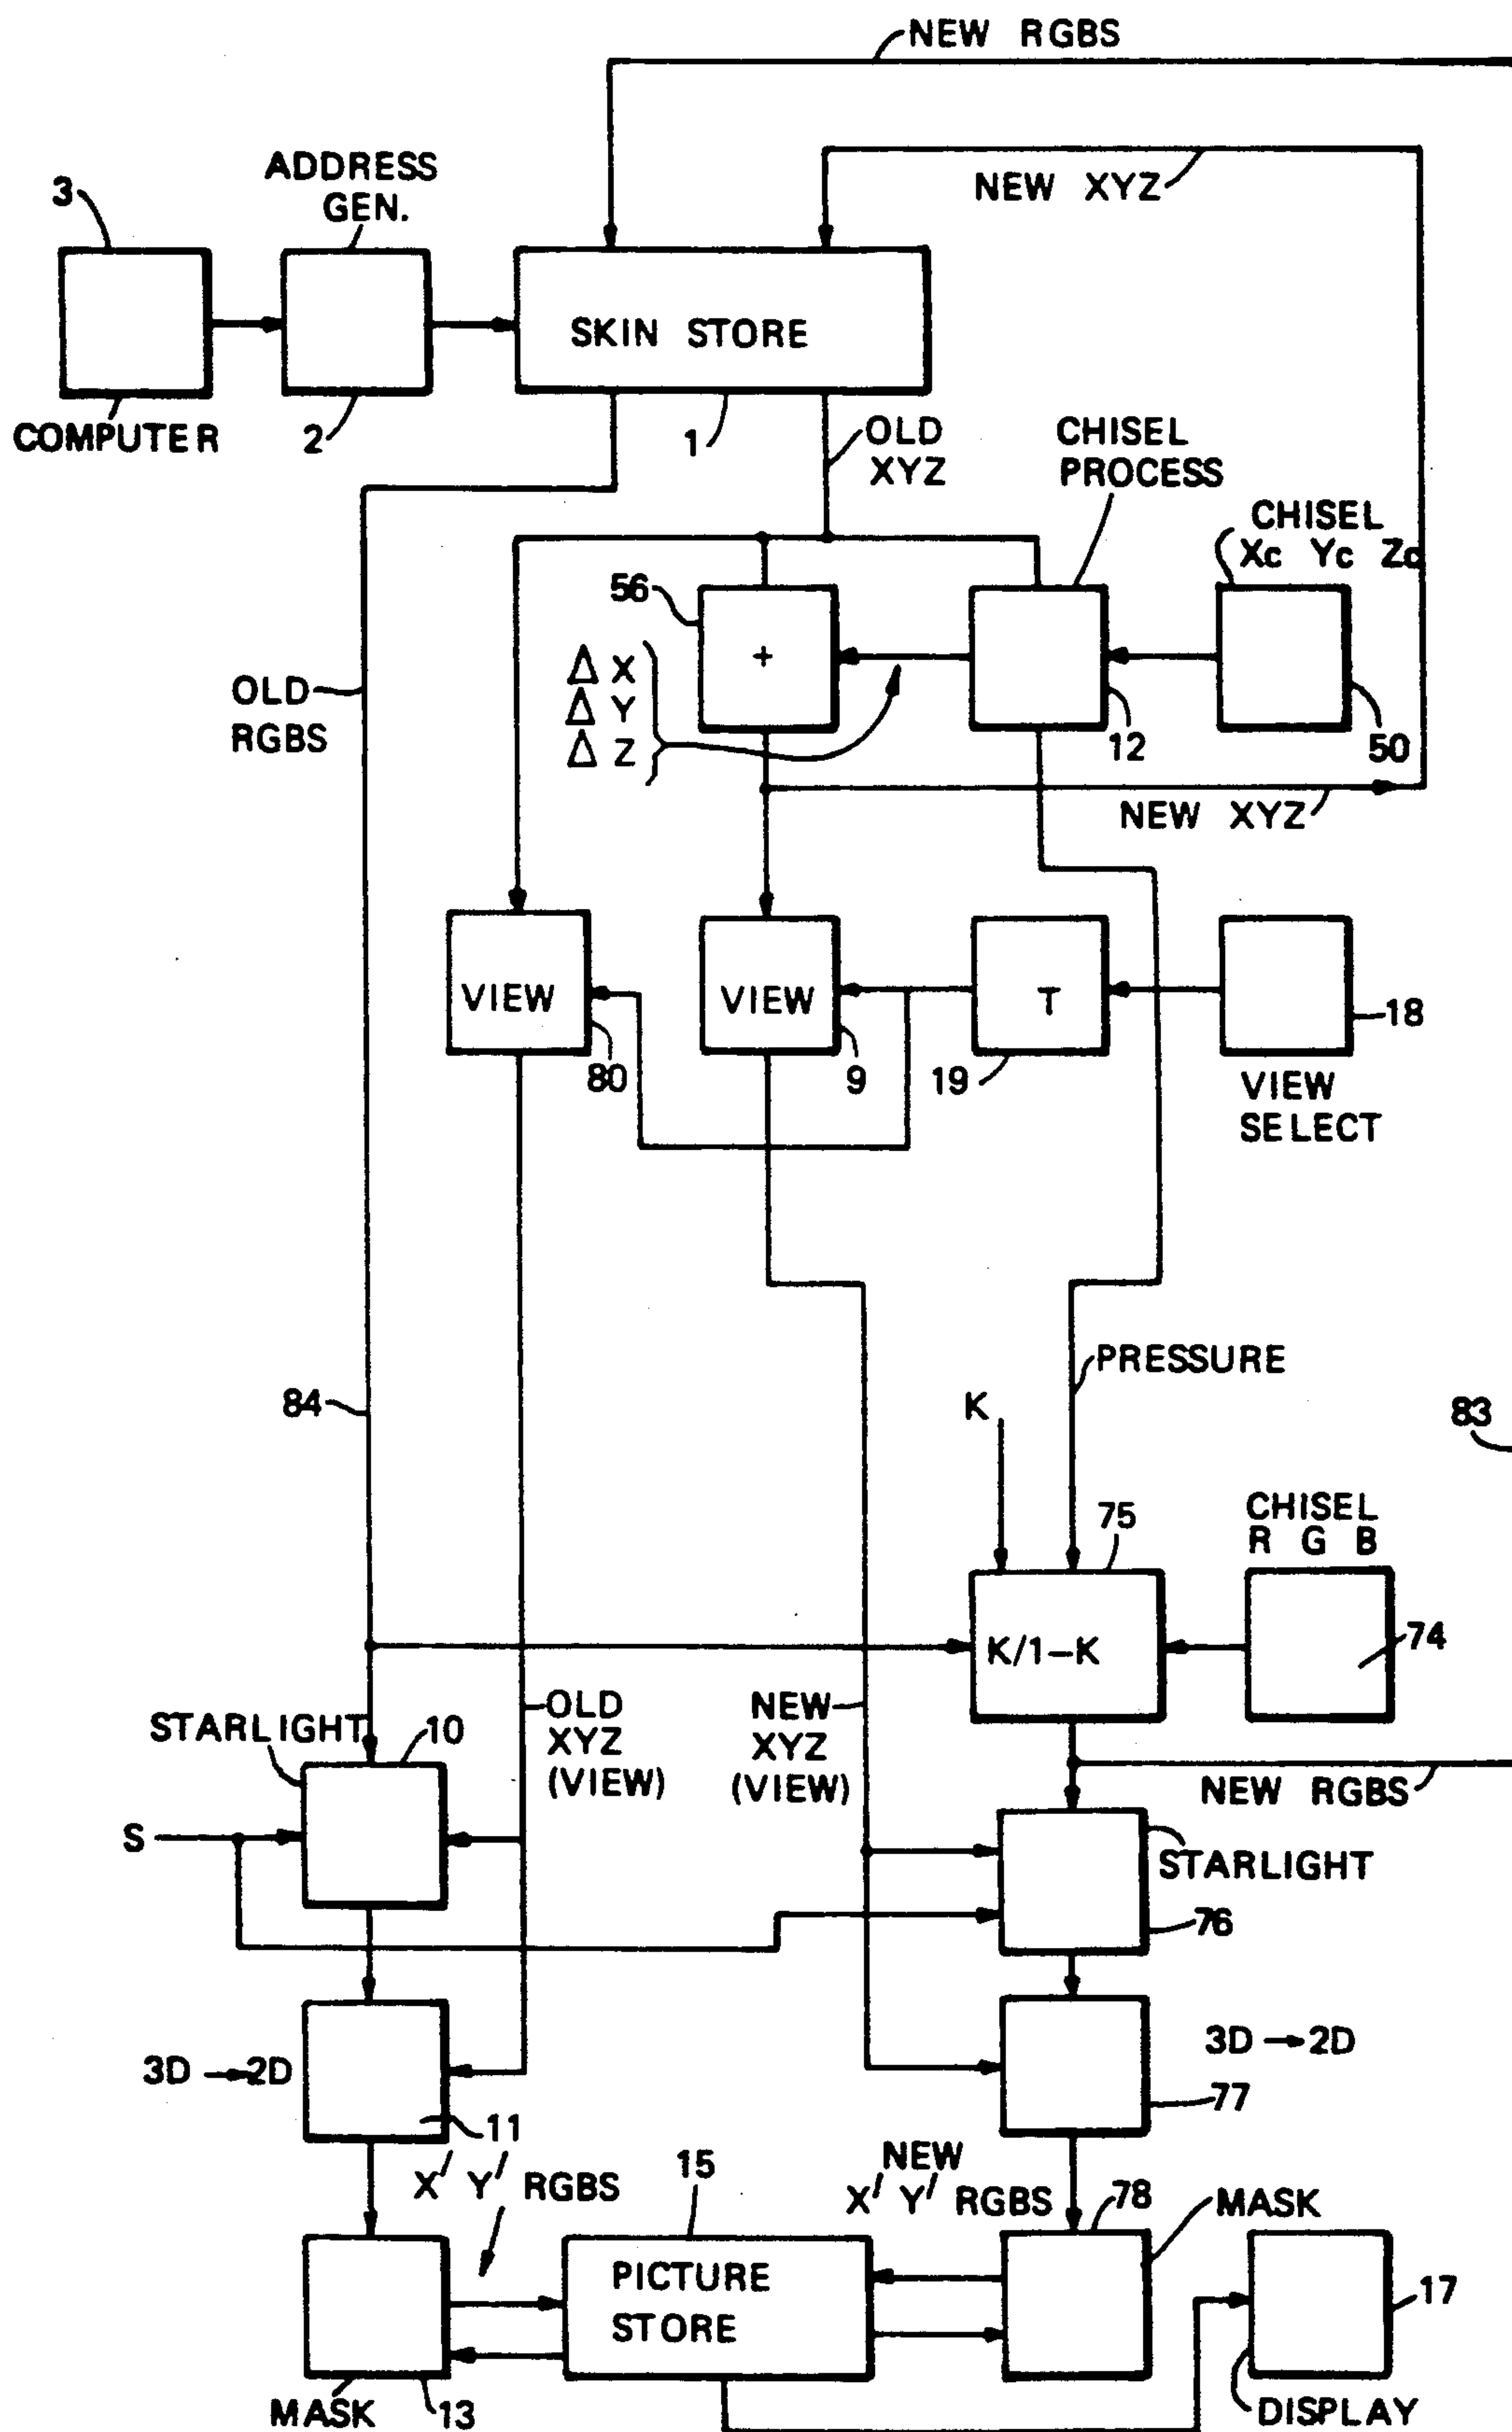 NEW RGBS
NEW XYZ
ADDRESS
GEN.
3
SKIN STORE
COMPUTER
2
1
OLD
XYZ
CHISEL
PROCESS
CHISEL
Xc Yc Zc
56
+
Δ X
Δ Y
Δ Z
12
50
OLD
RGBS
NEW XYZ
VIEW
VIEW
T
80
9
19
18
VIEW
SELECT
PRESSURE
K
84
83
75
CHISEL
R G B
K/1-K
74
OLD
XYZ
(VIEW)
NEW
XYZ
(VIEW)
STARLIGHT
10
NEW RGBS
S
STARLIGHT
76
3D → 2D
3D → 2D
77
11
X' Y' RGBS
15
NEW
X' Y' RGBS
78
MASK
PICTURE
STORE
17
MASK
13
DISPLAY